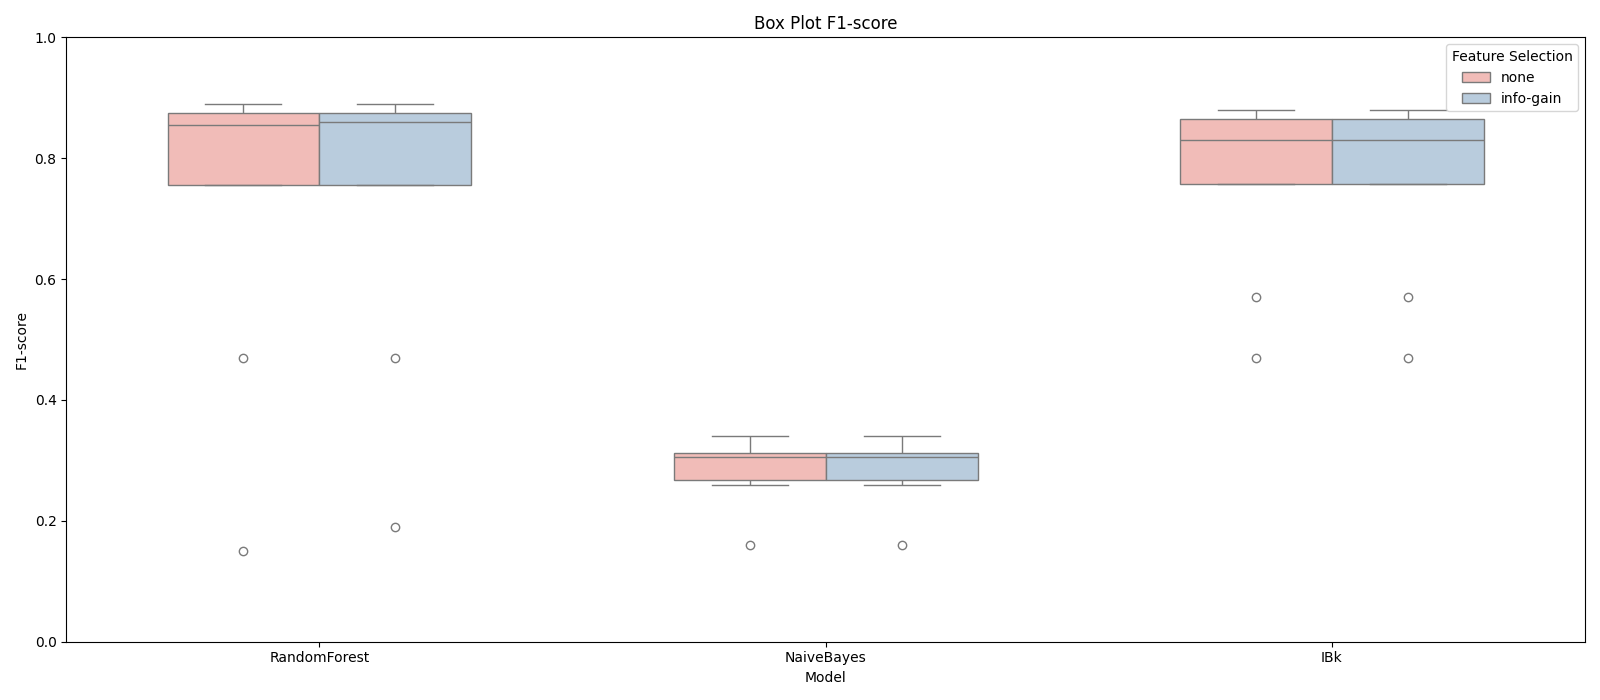 Box Plot F1-score
Feature Selection
none
info-gain
F1-score
1.0
0.8
0.6
0.4
0.2
0.0
RandomForest
NaiveBayes
IBk
Model